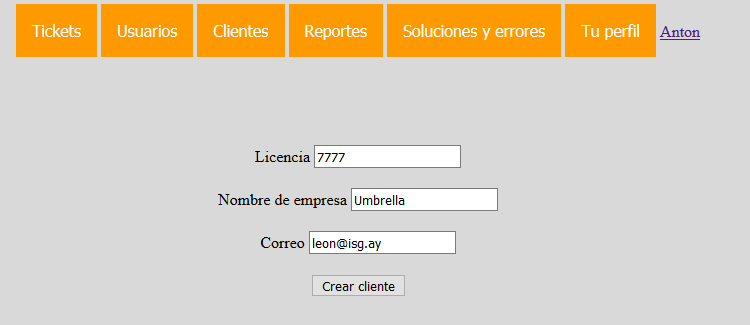 Tickets Usuarios Clientes Reportes Soluciones y errores Tu perfil Anton
Licencia 7777
Nombre de empresa Umbrella
Correo leon@isg.ay
Crear cliente